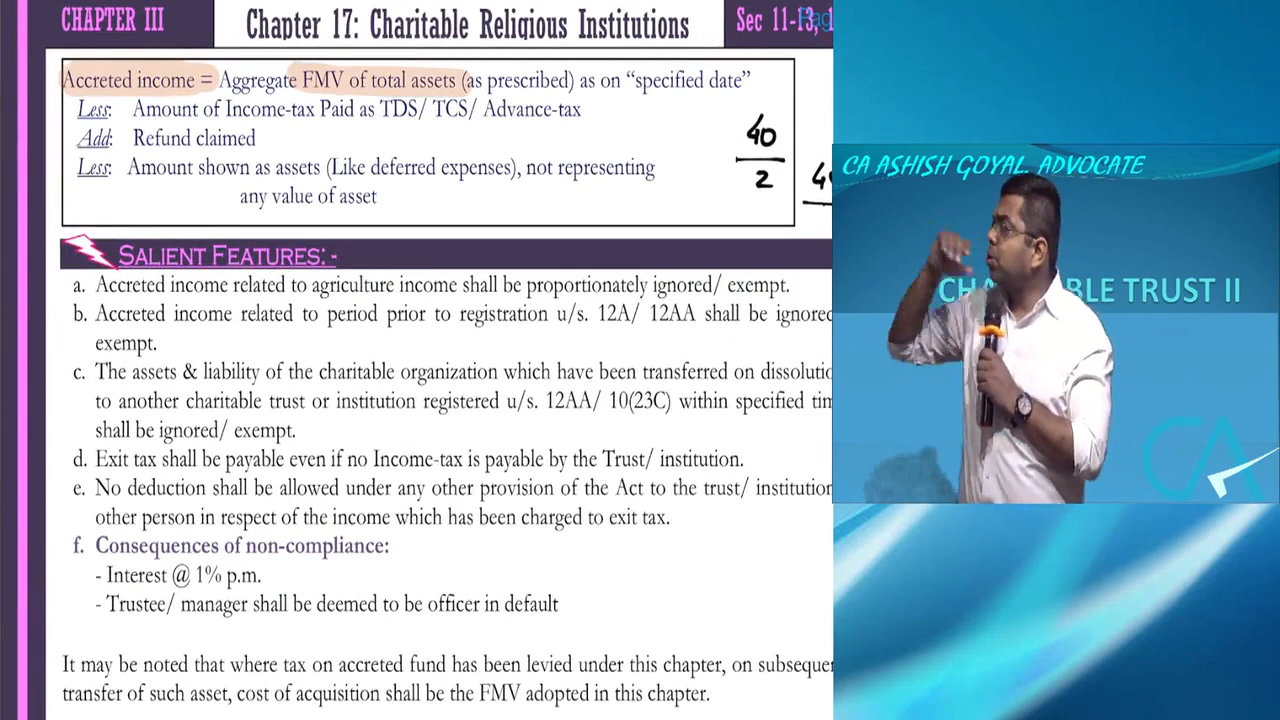 CHAPTER III
Chapter 17: Charitable Religious Institutions
Sec 11-13, 1
Pag
Accreted income = Aggregate FMV of total assets (as prescribed) as on “specified date”
Less: Amount of Income-tax Paid as TDS/ TCS/ Advance-tax
Add: Refund claimed
Less: Amount shown as assets (Like deferred expenses), not representing
any value of asset
40
2
SALIENT FEATURES: -
a. Accreted income related to agriculture income shall be proportionately ignored/ exempt.
b. Accreted income related to period prior to registration u/s. 12A/ 12AA shall be ignored
exempt.
c. The assets & liability of the charitable organization which have been transferred on dissolutio
to another charitable trust or institution registered u/s. 12AA/ 10(23C) within specified tim
shall be ignored/ exempt.
d. Exit tax shall be payable even if no Income-tax is payable by the Trust/ institution.
e. No deduction shall be allowed under any other provision of the Act to the trust/ institution
other person in respect of the income which has been charged to exit tax.
f. Consequences of non-compliance:
- Interest @ 1% p.m.
- Trustee/ manager shall be deemed to be officer in default
It may be noted that where tax on accreted fund has been levied under this chapter, on subsequen
transfer of such asset, cost of acquisition shall be the FMV adopted in this chapter.
CA ASHISH GOYAL, ADVOCATE
CHA BLE TRUST II
CA